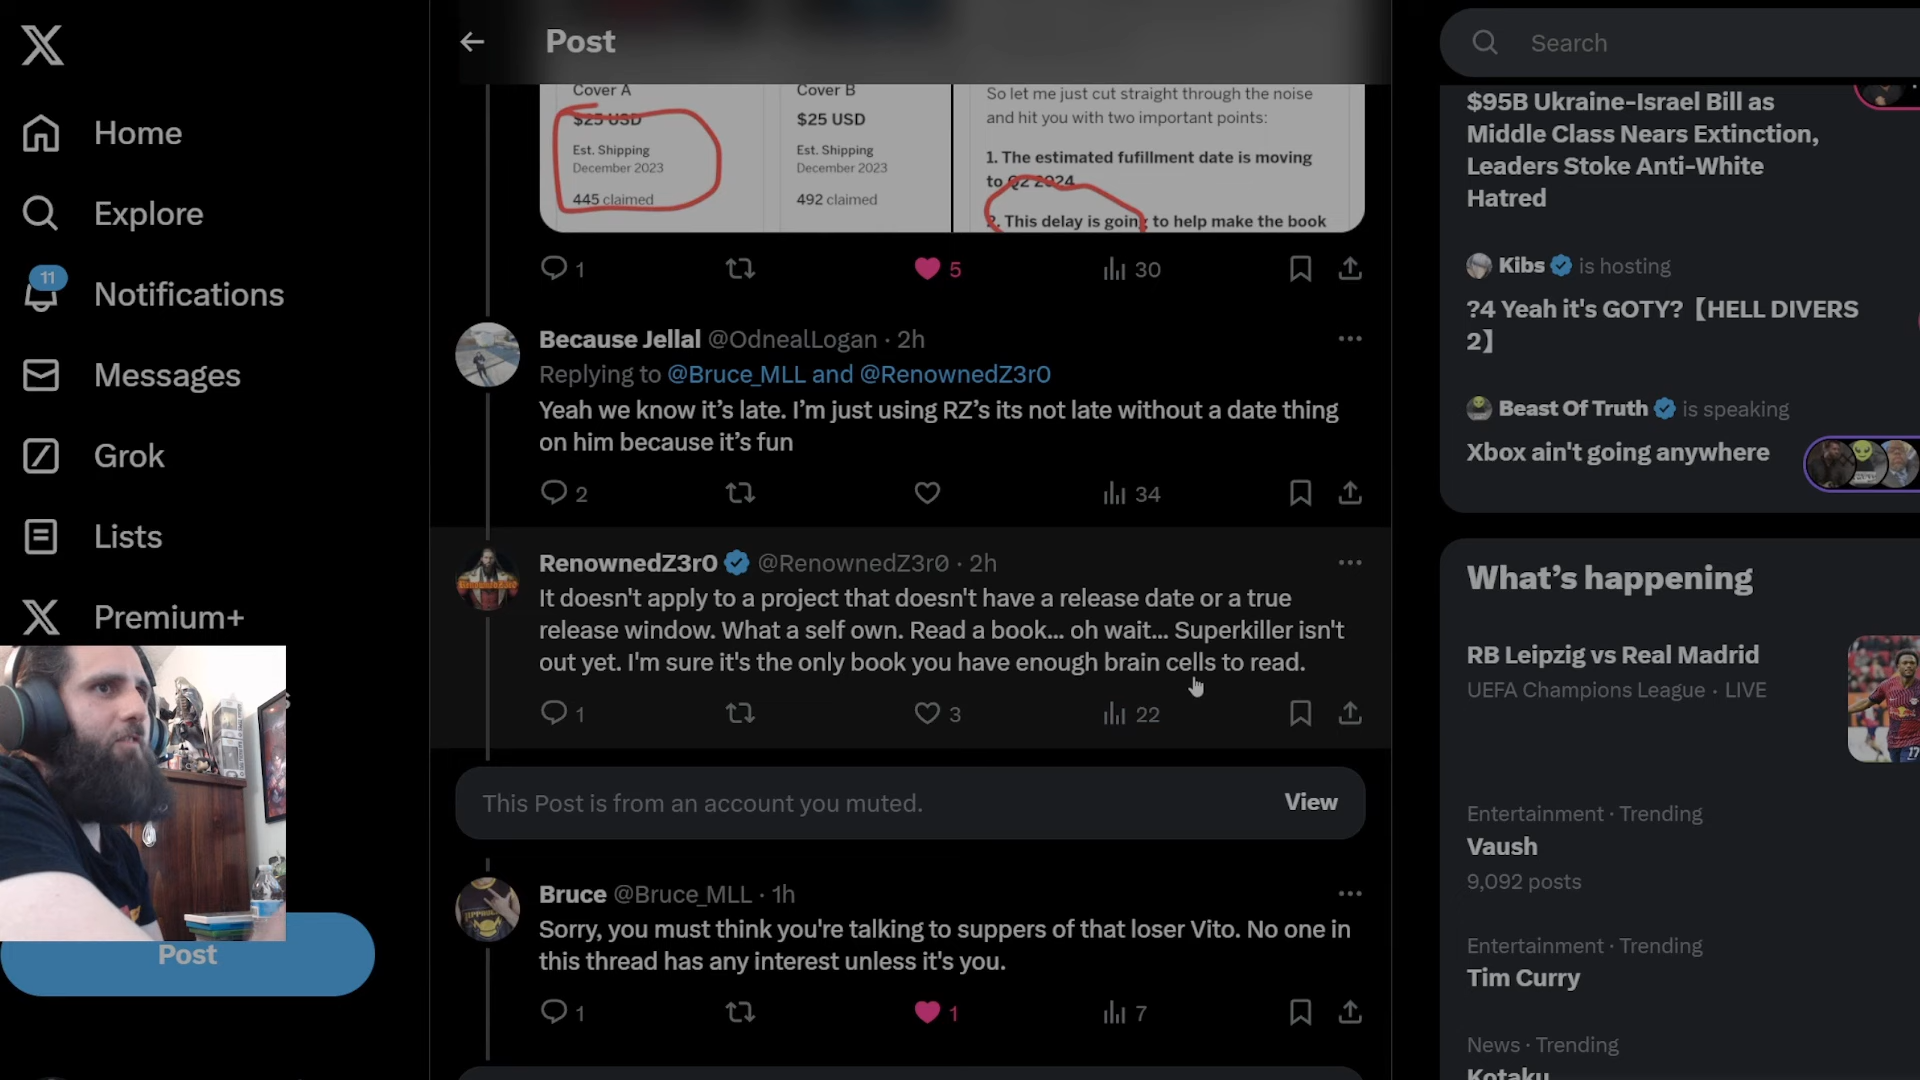 Home
Explore
11
Notifications
Messages
Grok
Lists
Premium+
Post
Post
Cover A
$25 USD
Est. Shipping
December 2023
445 claimed
Cover B
$25 USD
Est. Shipping
December 2023
492 claimed
So let me just cut straight through the noise
and hit you with two important points:
1. The estimated fufillment date is moving
to Q2 2024
2. This delay is going to help make the book
1
5
30
Because Jellal @OdnealLogan · 2h
Replying to @Bruce_MLL and @RenownedZ3r0
Yeah we know it's late. I'm just using RZ's its not late without a date thing
on him because it's fun
2
34
RenownedZ3r0 @RenownedZ3r0 · 2h
It doesn't apply to a project that doesn't have a release date or a true
release window. What a self own. Read a book... oh wait... Superkiller isn't
out yet. I'm sure it's the only book you have enough brain cells to read.
1
3
22
This Post is from an account you muted.
View
Bruce @Bruce_MLL · 1h
Sorry, you must think you're talking to suppers of that loser Vito. No one in
this thread has any interest unless it's you.
1
1
7
Search
$95B Ukraine-Israel Bill as
Middle Class Nears Extinction,
Leaders Stoke Anti-White
Hatred
Kibs is hosting
?4 Yeah it's GOTY?【HELL DIVERS
2】
Beast Of Truth is speaking
Xbox ain't going anywhere
What's happening
RB Leipzig vs Real Madrid
UEFA Champions League · LIVE
Entertainment · Trending
Vaush
9,092 posts
Entertainment · Trending
Tim Curry
News · Trending
Kotaku